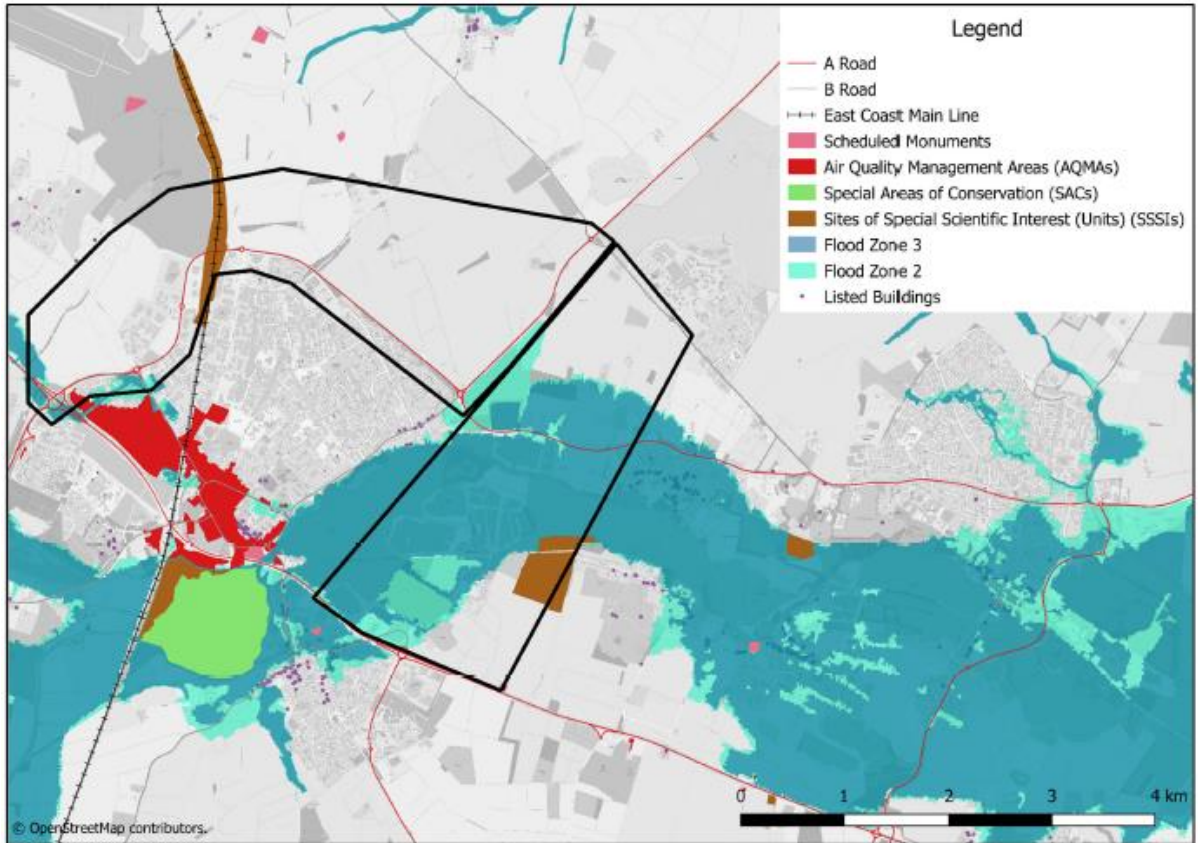 Legend
A Road
B Road
East Coast Main Line
Scheduled Monuments
Air Quality Management Areas (AQMAs)
Special Areas of Conservation (SACs)
Sites of Special Scientific Interest (Units) (SSSIs)
Flood Zone 3
Flood Zone 2
Listed Buildings
0 1 2 3 4 km
© OpenStreetMap contributors.